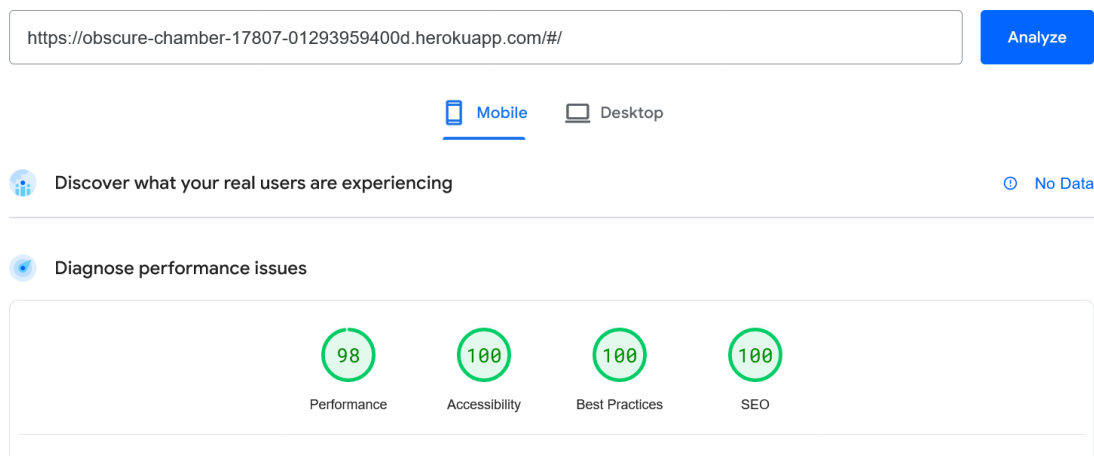 https://obscure-chamber-17807-01293959400d.herokuapp.com/#/
Analyze
Mobile
Desktop
Discover what your real users are experiencing
No Data
Diagnose performance issues
98
100
100
100
Performance
Accessibility
Best Practices
SEO